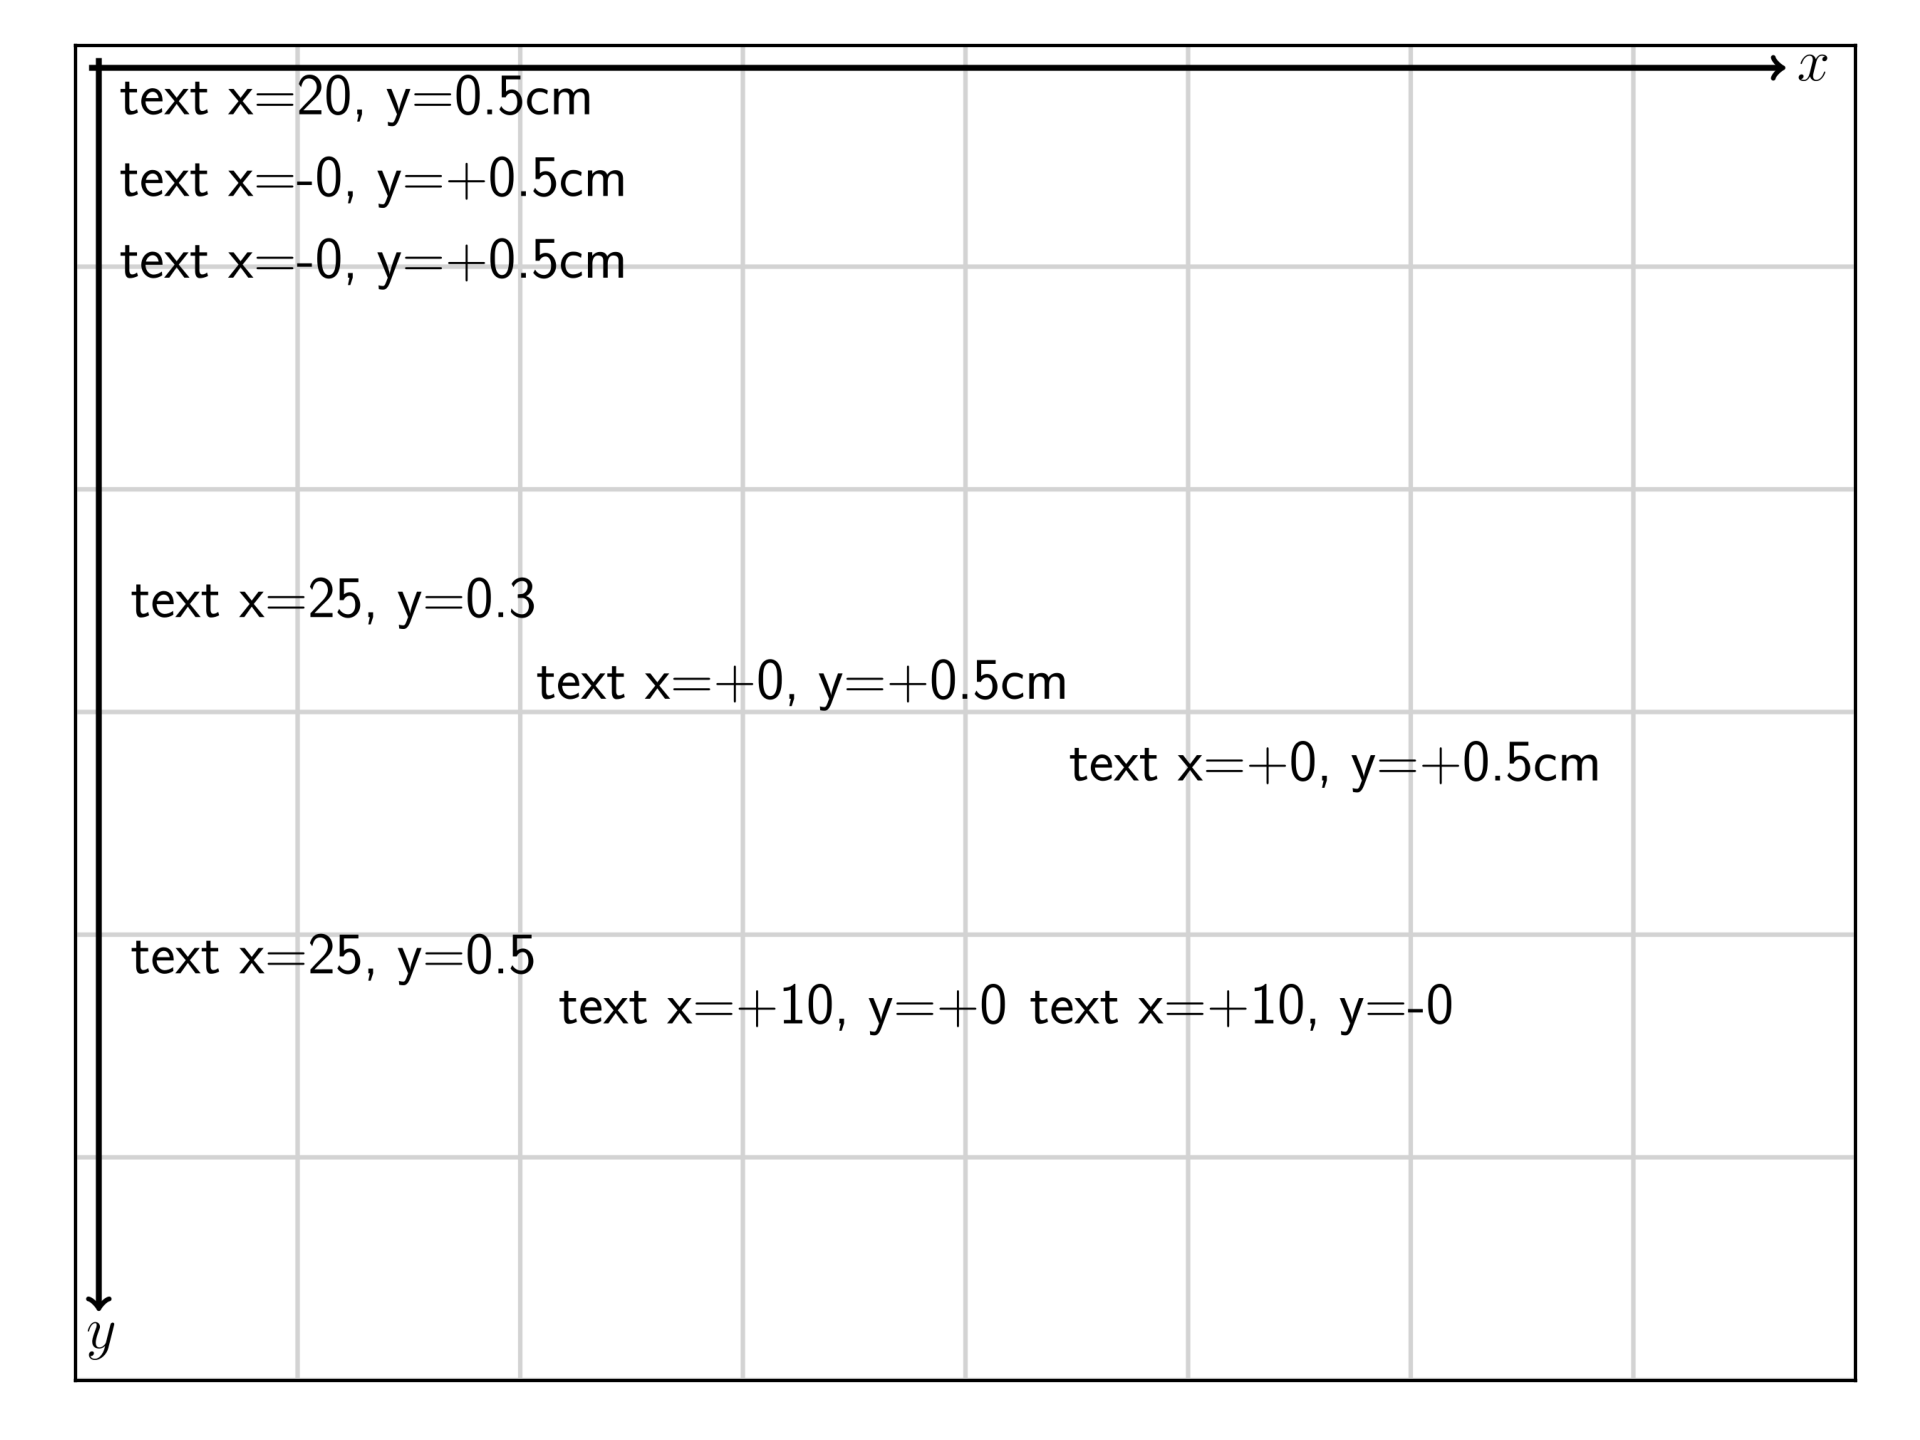 x
text x=20, y=0.5cm
text x=-0, y=+0.5cm
text x=-0, y=+0.5cm
text x=25, y=0.3
text x=+0, y=+0.5cm
text x=+0, y=+0.5cm
text x=25, y=0.5
text x=+10, y=+0 text x=+10, y=-0
y